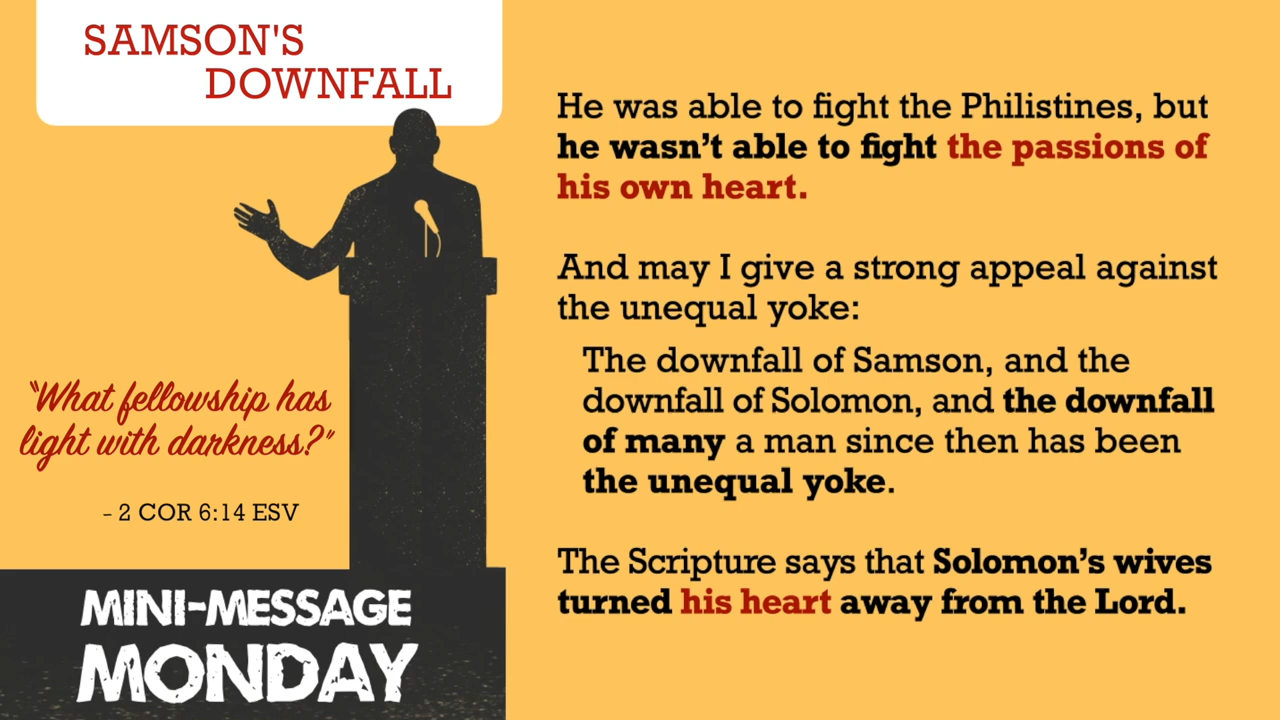 SAMSON'S
DOWNFALL
"What fellowship has
light with darkness?"
- 2 COR 6:14 ESV
MINI-MESSAGE
MONDAY
He was able to fight the Philistines, but
he wasn't able to fight the passions of
his own heart.
And may I give a strong appeal against
the unequal yoke:
The downfall of Samson, and the
downfall of Solomon, and the downfall
of many a man since then has been
the unequal yoke.
The Scripture says that Solomon's wives
turned his heart away from the Lord.